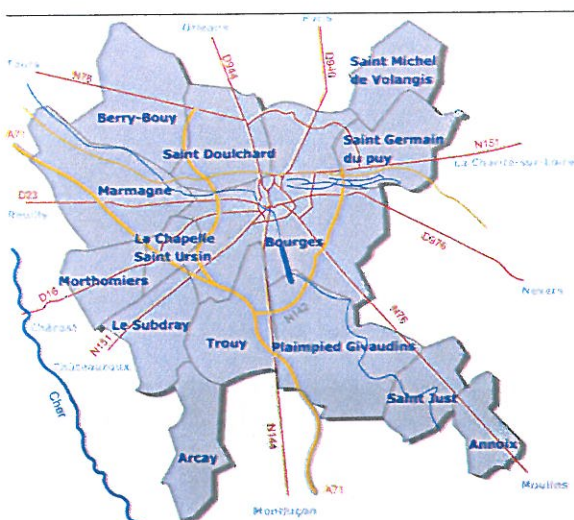 Orléans
Paris
D944
D940
Saint Michel
de Volangis
Tours
N76
Berry-Bouy
A71
Saint Doulchard
Saint Germain
du puy
N151
La Charité-sur-Loire
Marmagne
D23
Reuilly
La Chapelle
Saint Ursin
Bourges
D976
Nevers
Morthomiers
D16
Chârost
Le Subdray
N151
Châteauroux
N142
N76
Trouy
Plaimpied Givaudins
Cher
Saint Just
Annoix
Arcay
N144
A71
Moulins
Montluçon